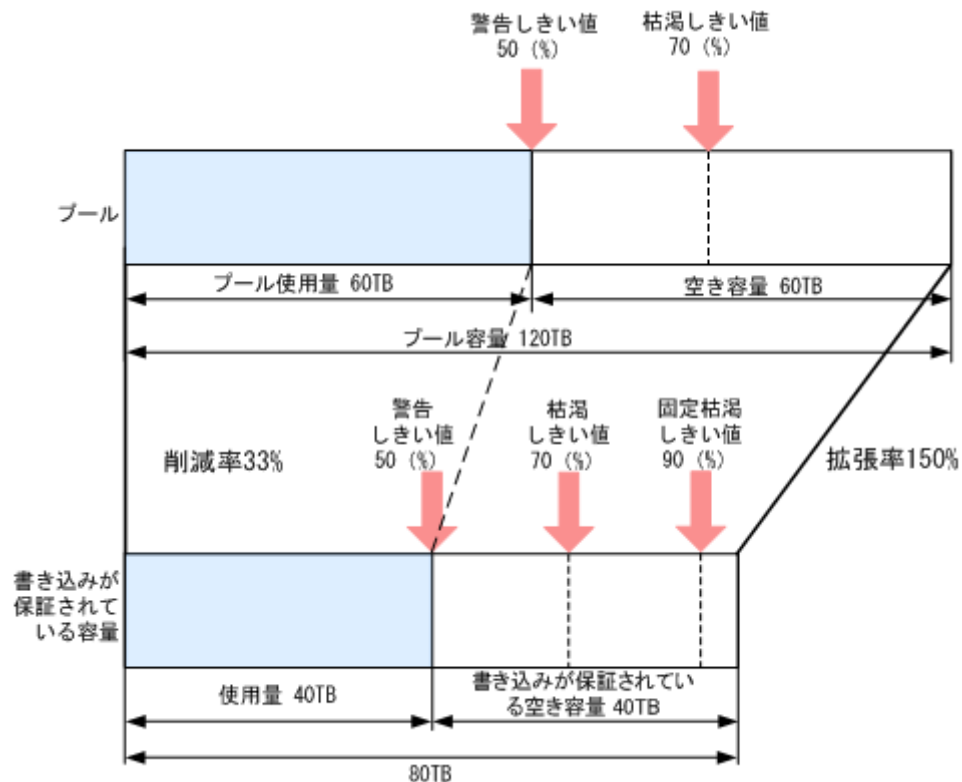 警告しきい値
50 (%)
枯渇しきい値
70 (%)
プール
プール使用量 60TB
空き容量 60TB
プール容量 120TB
削減率33%
警告
しきい値
50 (%)
枯渇
しきい値
70 (%)
固定枯渇
しきい値
90 (%)
拡張率150%
書き込みが
保証されて
いる容量
使用量 40TB
書き込みが保証されてい
る空き容量 40TB
80TB